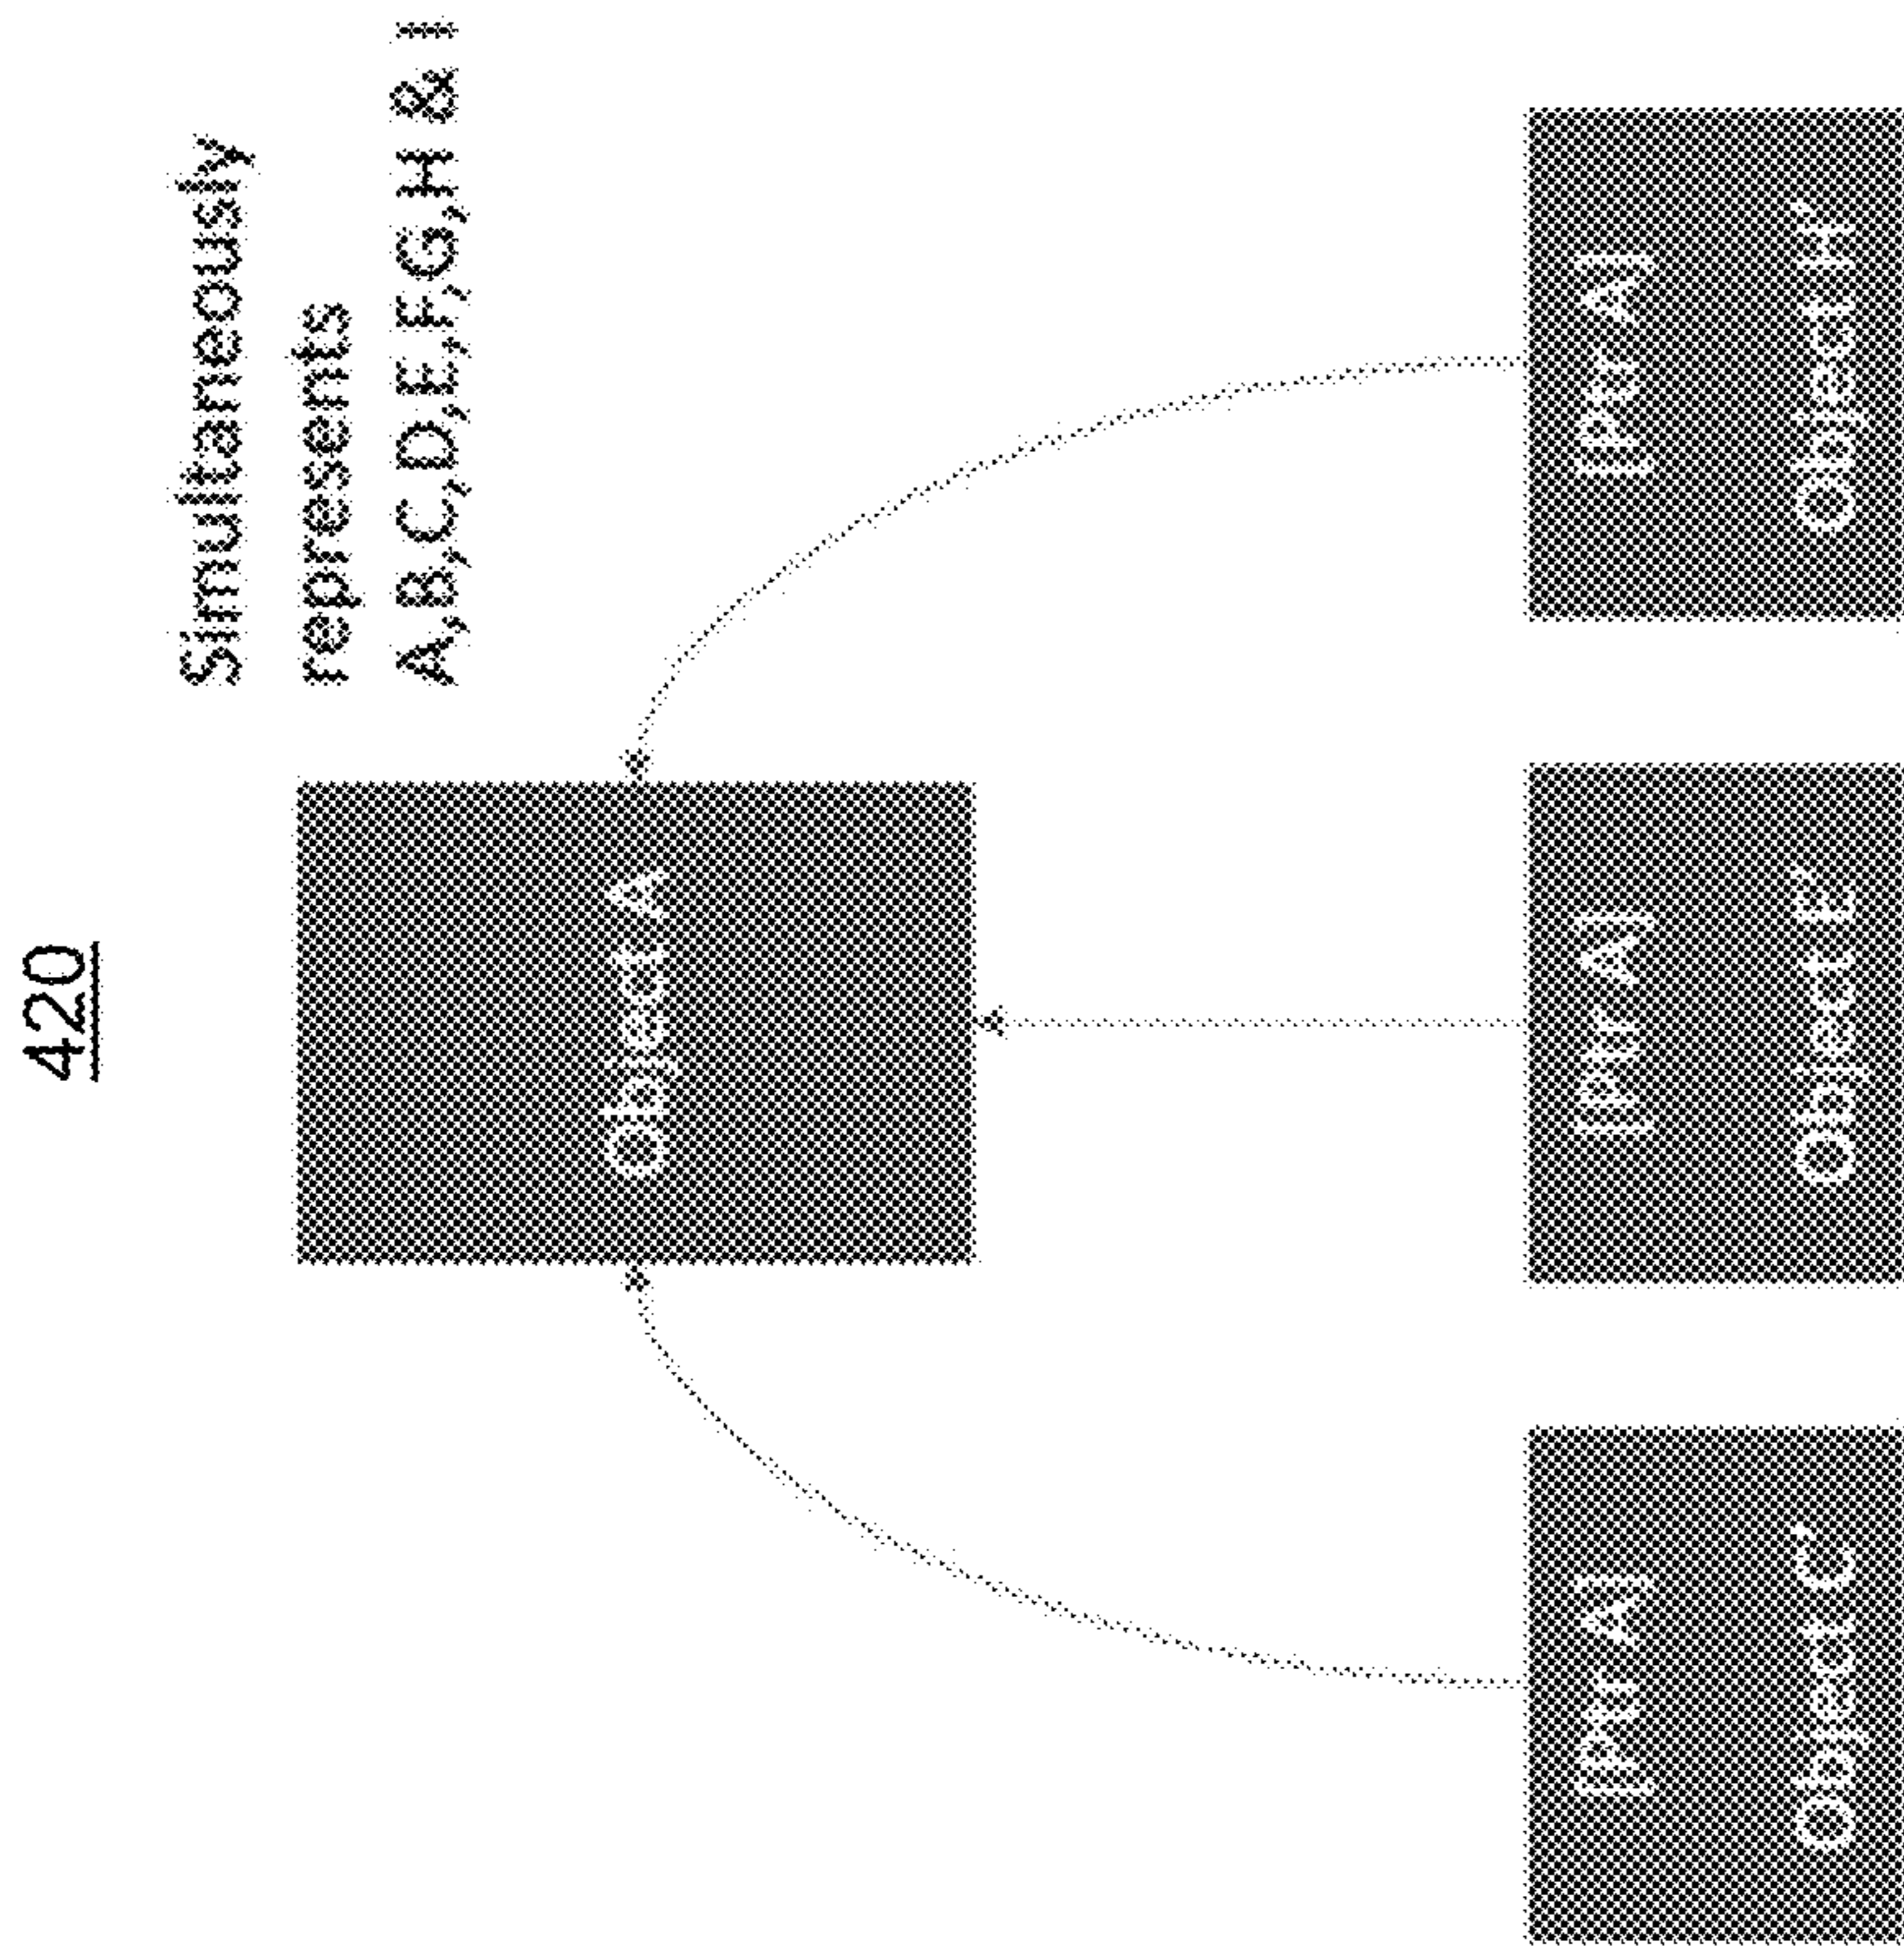 420
Simultaneously
represents
A,B,C,D,E,F,G,H & I
Object A
[Ptr A]
Object C'
[Ptr A]
Object E'
[Ptr A]
Object H'